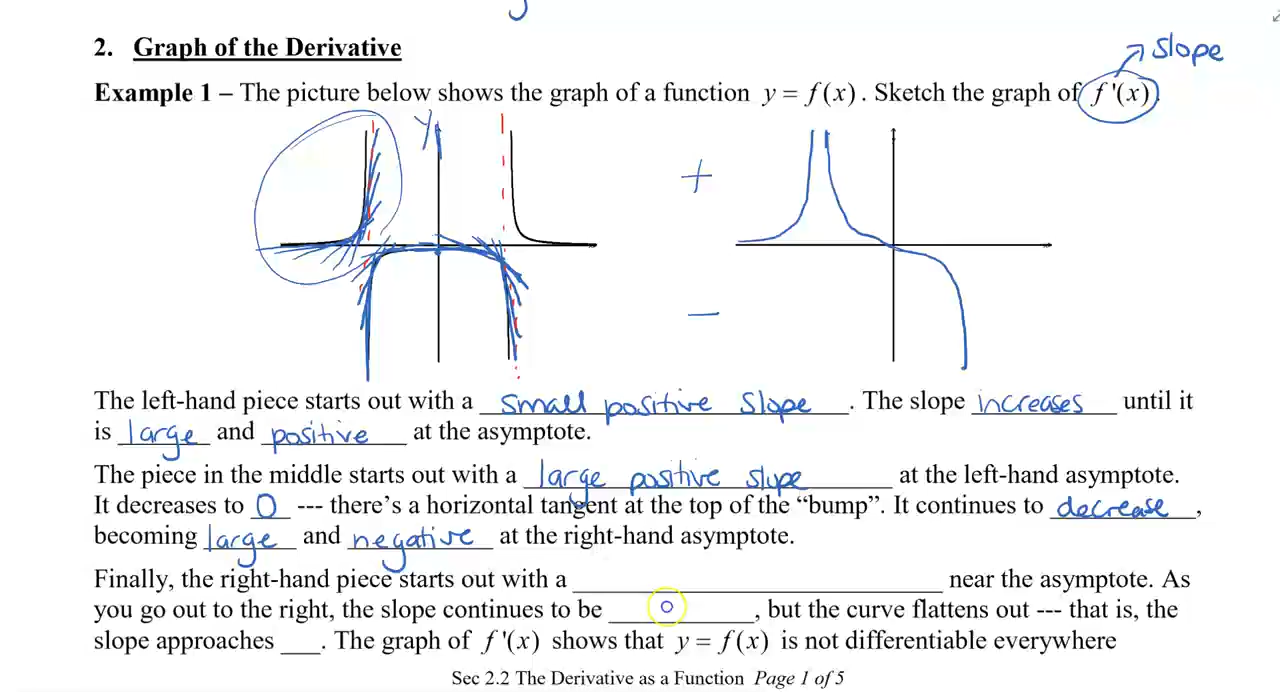 2. Graph of the Derivative
slope
Example 1 – The picture below shows the graph of a function y = f(x). Sketch the graph of f '(x)
y
+
–
The left-hand piece starts out with a small positive slope. The slope increases until it
is large and positive at the asymptote.
The piece in the middle starts out with a large positive slope at the left-hand asymptote.
It decreases to 0 --- there's a horizontal tangent at the top of the “bump”. It continues to decrease,
becoming large and negative at the right-hand asymptote.
Finally, the right-hand piece starts out with a ____ near the asymptote. As
you go out to the right, the slope continues to be ____, but the curve flattens out --- that is, the
slope approaches ___. The graph of f '(x) shows that y = f(x) is not differentiable everywhere
Sec 2.2 The Derivative as a Function Page 1 of 5